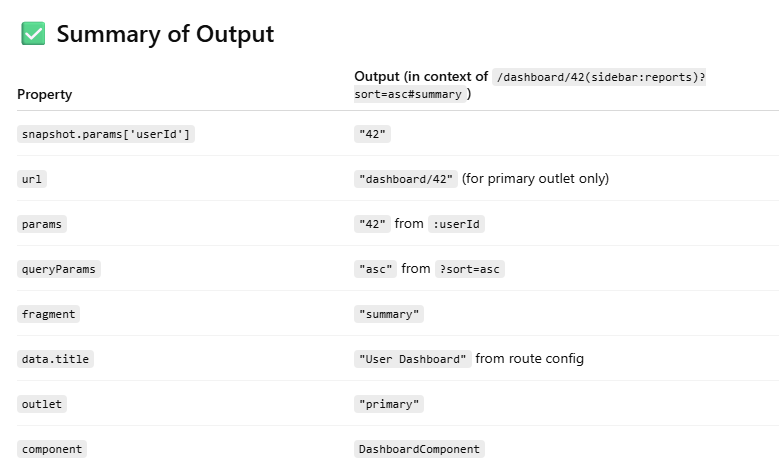 ✅ Summary of Output
Property
Output (in context of /dashboard/42(sidebar:reports)?
sort=asc#summary )
snapshot.params['userId'] "42"
url "dashboard/42" (for primary outlet only)
params "42" from :userId
queryParams "asc" from ?sort=asc
fragment "summary"
data.title "User Dashboard" from route config
outlet "primary"
component DashboardComponent